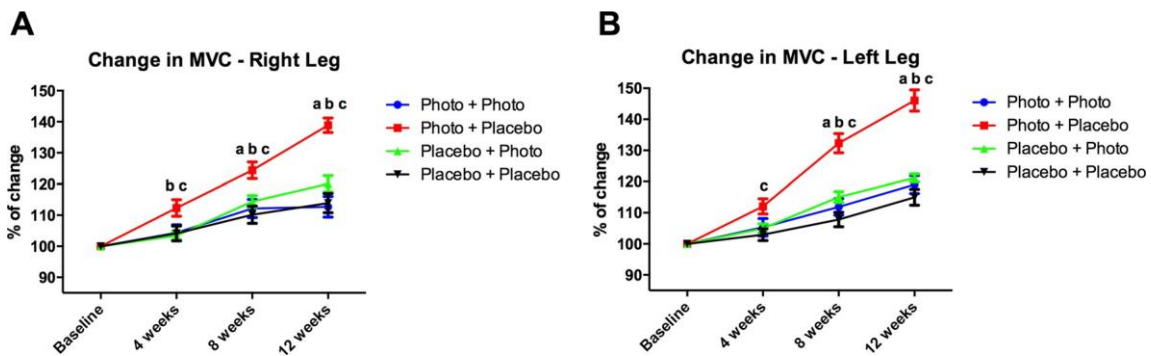 A
Change in MVC - Right Leg
% of change
150
140
130
120
110
100
90
a b c
a b c
b c
Baseline
4 weeks
8 weeks
12 weeks
Photo + Photo
Photo + Placebo
Placebo + Photo
Placebo + Placebo
B
Change in MVC - Left Leg
% of change
150
140
130
120
110
100
90
a b c
a b c
c
Baseline
4 weeks
8 weeks
12 weeks
Photo + Photo
Photo + Placebo
Placebo + Photo
Placebo + Placebo